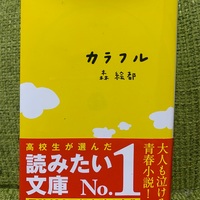 カラフル
森 絵都
高校生が選んだ
読みたい
文庫 No.1
大人も泣ける
青春小説!